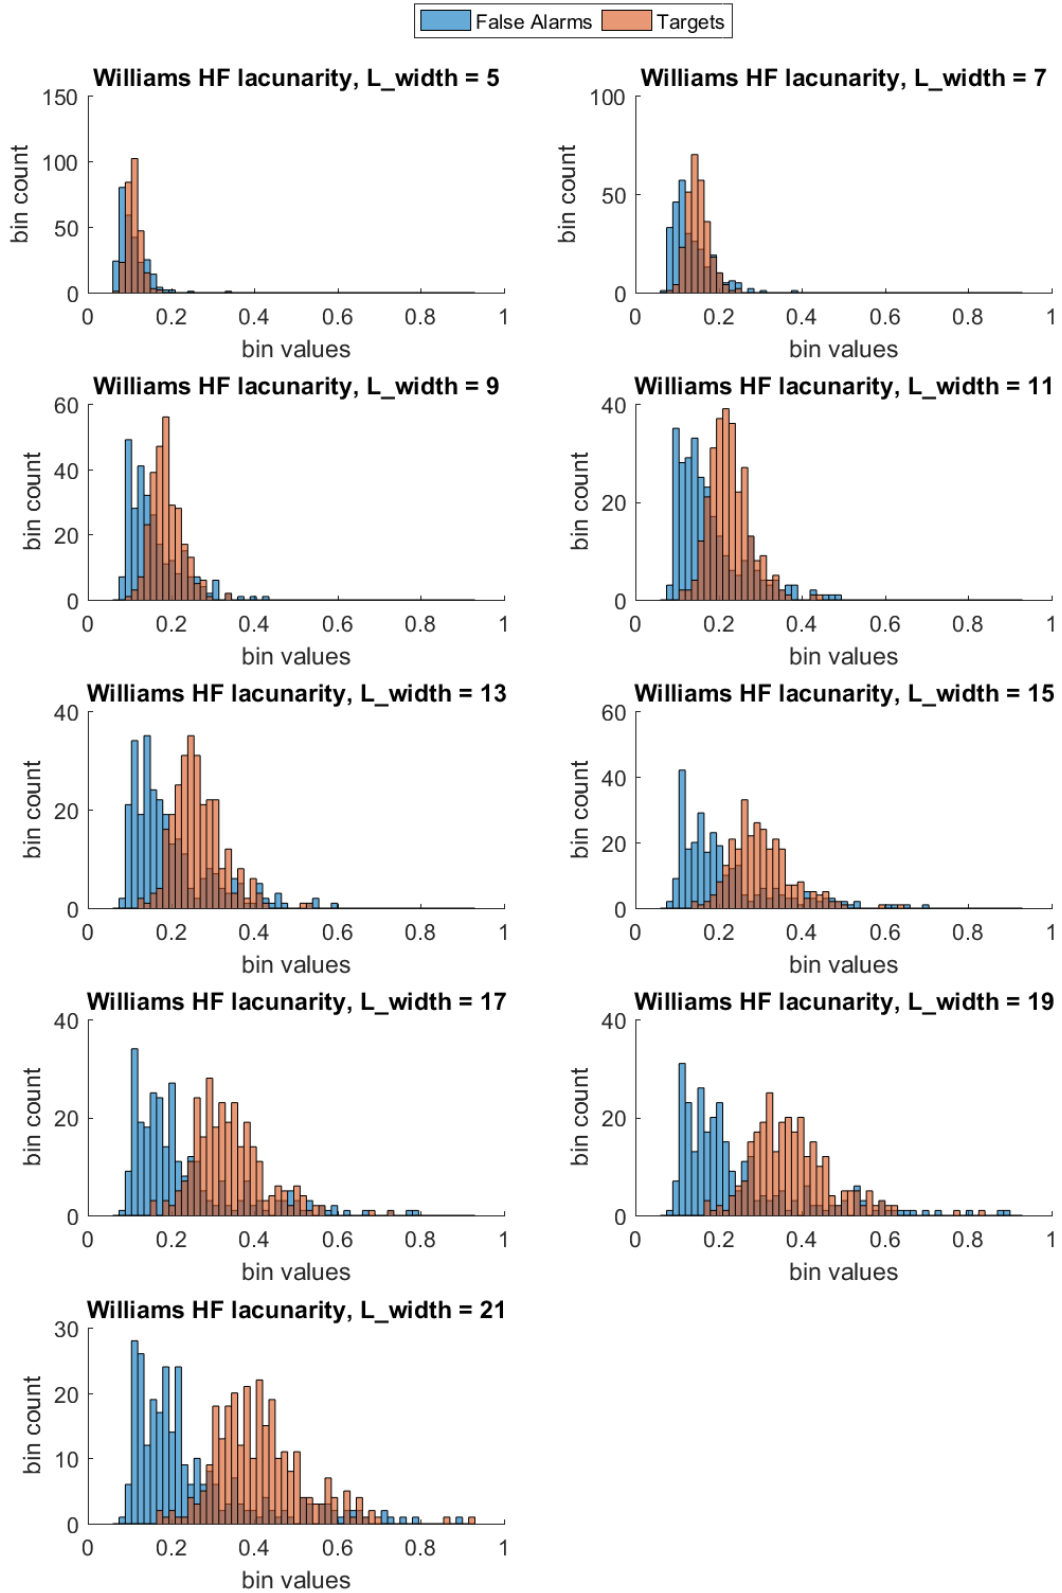 False Alarms Targets
Williams HF lacunarity, L_width = 5
150
100
50
0
bin count
0 0.2 0.4 0.6 0.8 1
bin values
Williams HF lacunarity, L_width = 7
100
50
0
bin count
0 0.2 0.4 0.6 0.8 1
bin values
Williams HF lacunarity, L_width = 9
60
40
20
0
bin count
0 0.2 0.4 0.6 0.8 1
bin values
Williams HF lacunarity, L_width = 11
40
20
0
bin count
0 0.2 0.4 0.6 0.8 1
bin values
Williams HF lacunarity, L_width = 13
40
20
0
bin count
0 0.2 0.4 0.6 0.8 1
bin values
Williams HF lacunarity, L_width = 15
60
40
20
0
bin count
0 0.2 0.4 0.6 0.8 1
bin values
Williams HF lacunarity, L_width = 17
40
20
0
bin count
0 0.2 0.4 0.6 0.8 1
bin values
Williams HF lacunarity, L_width = 19
40
20
0
bin count
0 0.2 0.4 0.6 0.8 1
bin values
Williams HF lacunarity, L_width = 21
30
20
10
0
bin count
0 0.2 0.4 0.6 0.8 1
bin values